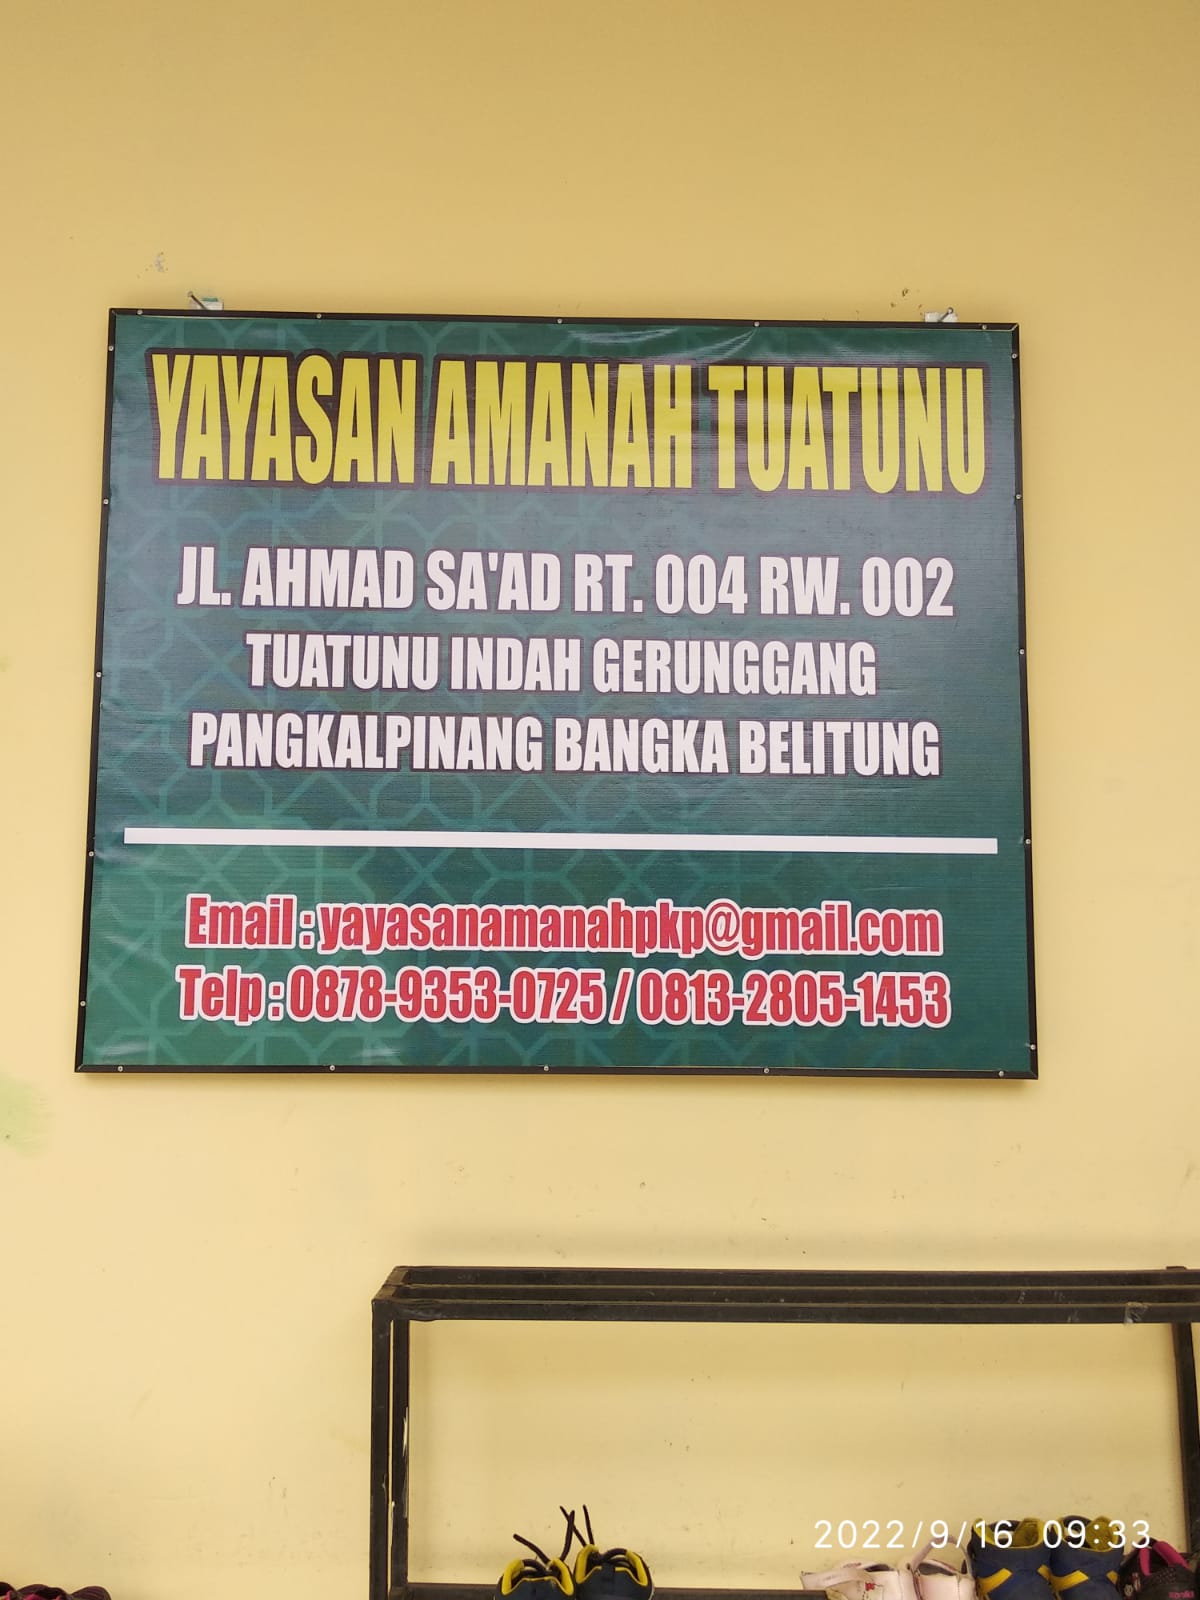 YAYASAN AMANAH TUATUNU
JL. AHMAD SA'AD RT. 004 RW. 002
TUATUNU INDAH GERUNGGANG
PANGKALPINANG BANGKA BELITUNG
Email : yayasanamanahpkp@gmail.com
Telp : 0878-9353-0725 / 0813-2805-1453
2022/9/16 09:33